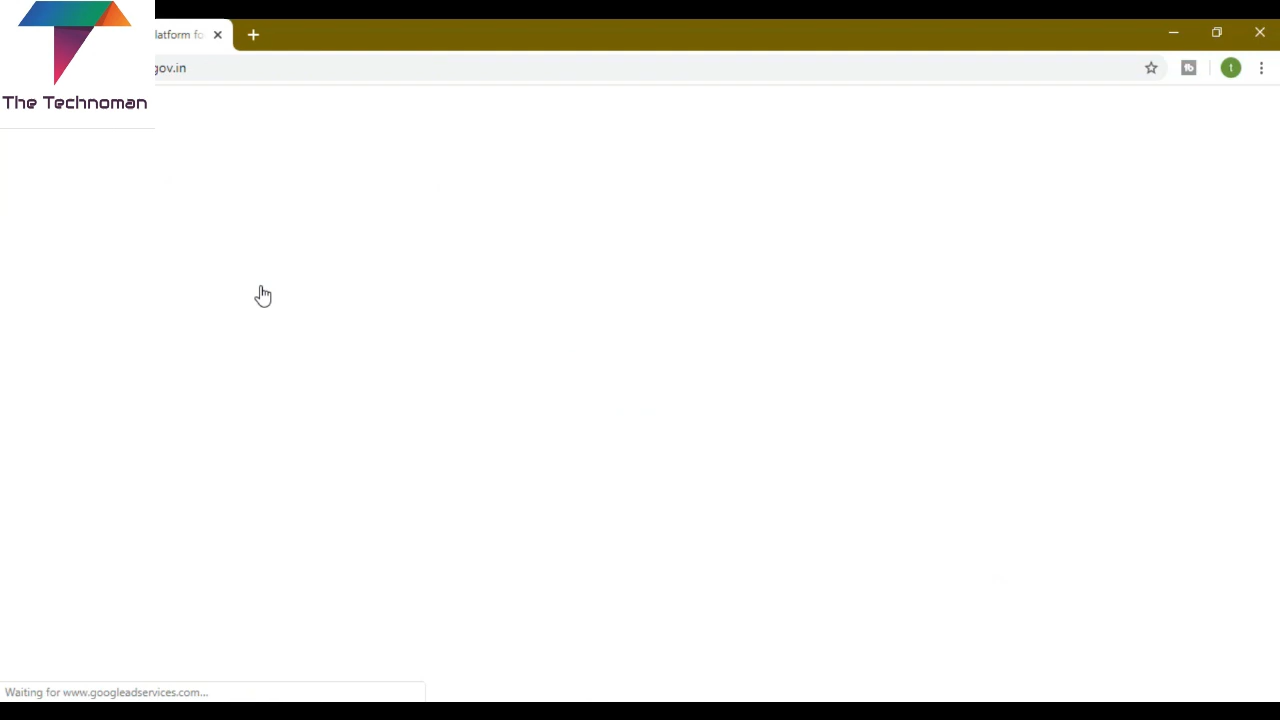 The Technoman
latform fo
gov.in
t
Waiting for www.googleadservices.com...